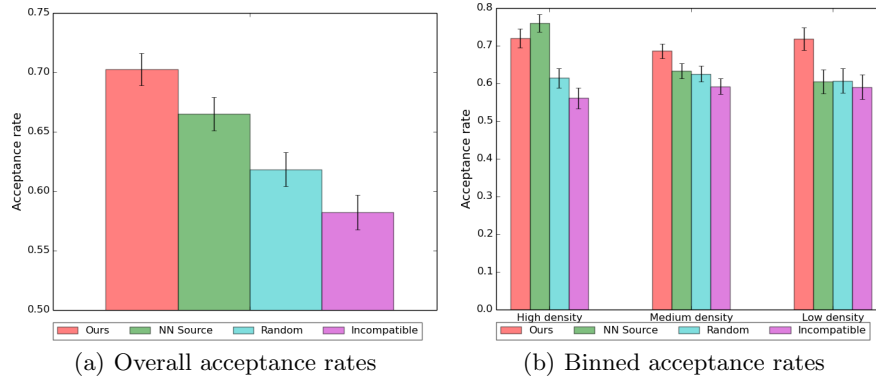 0.75
0.70
0.65
0.60
0.55
0.50
Acceptance rate
Ours NN Source Random Incompatible
(a) Overall acceptance rates
0.8
0.7
0.6
0.5
0.4
0.3
0.2
0.1
0.0
Acceptance rate
High density Medium density Low density
Ours NN Source Random Incompatible
(b) Binned acceptance rates